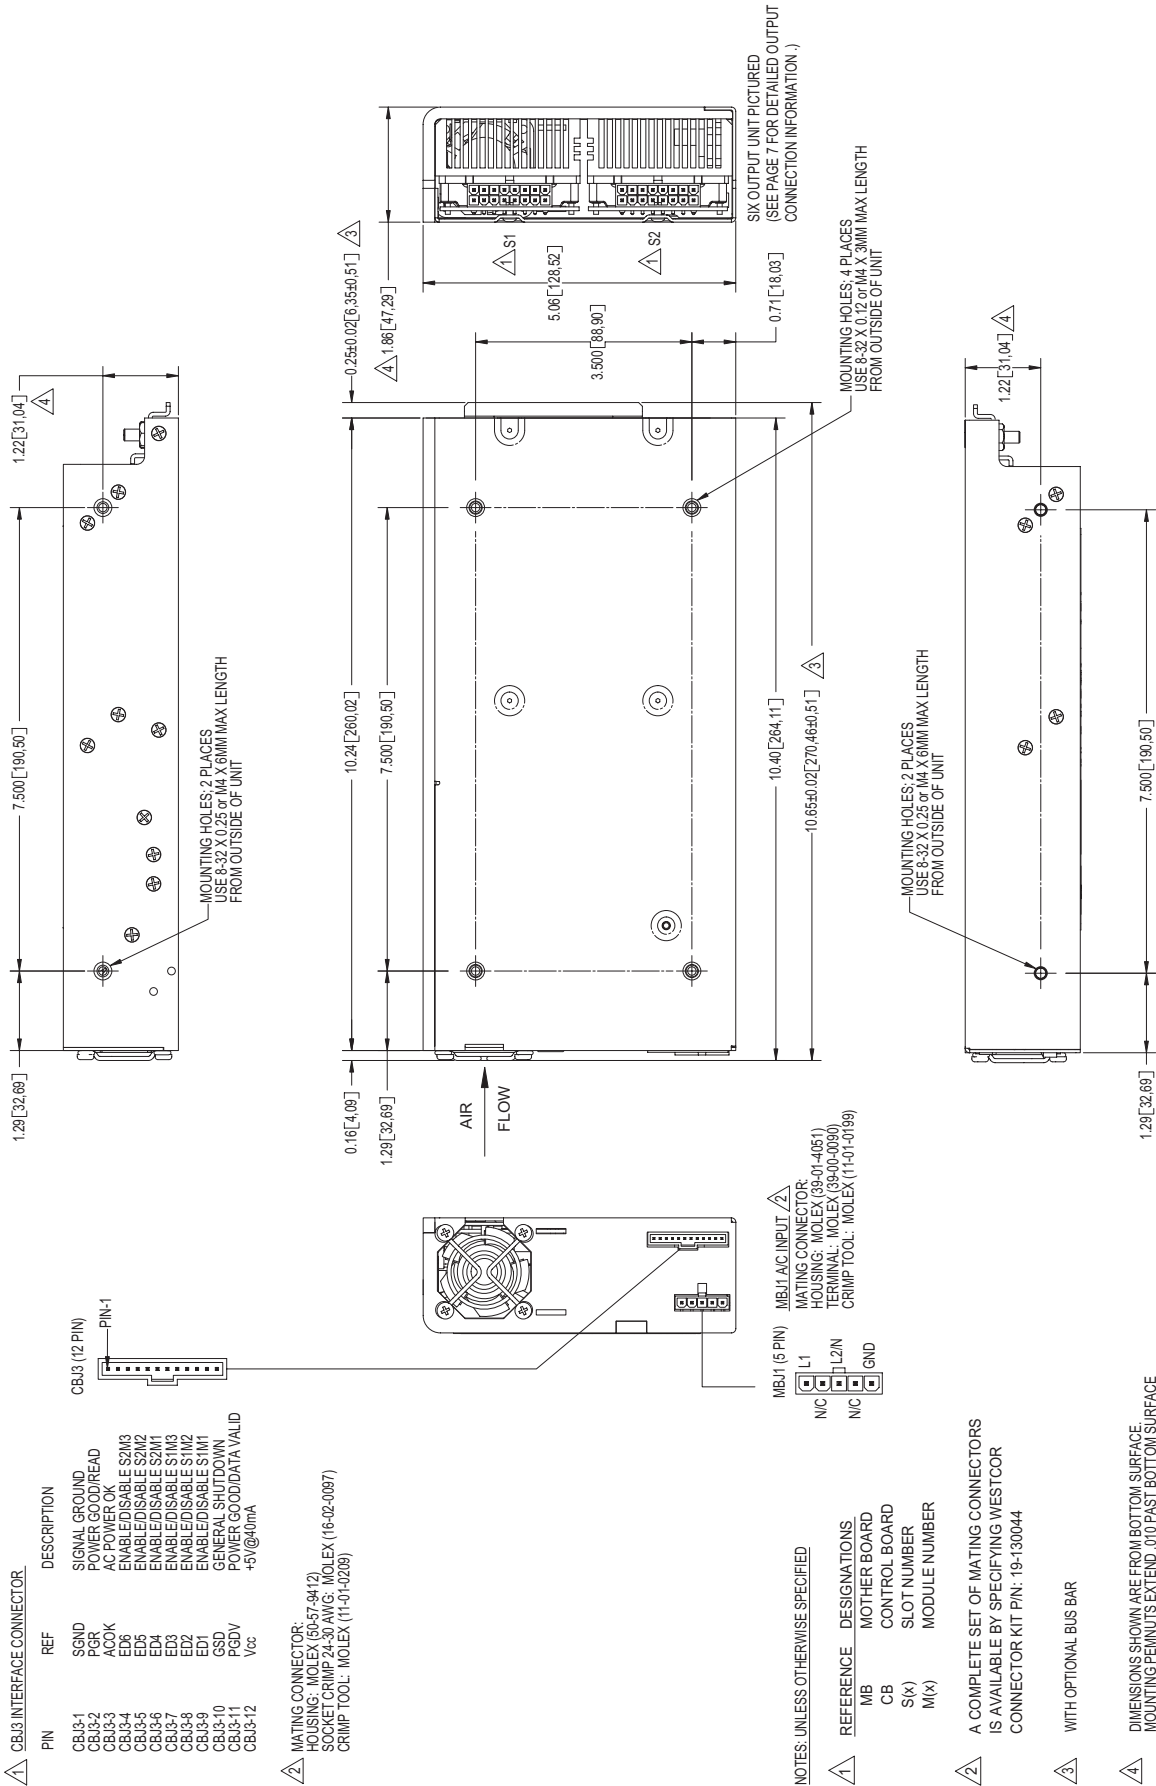 1 CBJ3 INTERFACE CONNECTOR
PIN REF DESCRIPTION
CBJ3-1 SGND SIGNAL GROUND
CBJ3-2 PGR POWER GOOD/READ
CBJ3-3 ACOK AC POWER OK
CBJ3-4 ED6 ENABLE/DISABLE S2M3
CBJ3-5 ED5 ENABLE/DISABLE S2M2
CBJ3-6 ED4 ENABLE/DISABLE S2M1
CBJ3-7 ED3 ENABLE/DISABLE S1M3
CBJ3-8 ED2 ENABLE/DISABLE S1M2
CBJ3-9 ED1 ENABLE/DISABLE S1M1
CBJ3-10 GSD GENERAL SHUTDOWN
CBJ3-11 PGDV POWER GOOD/DATA VALID
CBJ3-12 Vcc +5V@40mA
2 MATING CONNECTOR:
HOUSING: MOLEX (50-57-9412)
SOCKET CRIMP 24-30 AWG: MOLEX (16-02-0097)
CRIMP TOOL: MOLEX (11-01-0209)
CBJ3 (12 PIN)
PIN-1
1.29[32,69]
7.500[190,50]
1.22[31,04]
4
MOUNTING HOLES; 2 PLACES
USE 8-32 X 0.25 or M4 X 6MM MAX LENGTH
FROM OUTSIDE OF UNIT
0.16[4,09]
10.24[260,02]
0.25±0.02[6,35±0,51] 3
1.29[32,69]
7.500[190,50]
4 1.86[47,29]
AIR
FLOW
3.500[88,90]
5.06[128,52]
0.71[18,03]
1 S1
1 S2
SIX OUTPUT UNIT PICTURED
(SEE PAGE 7 FOR DETAILED OUTPUT
CONNECTION INFORMATION.)
10.40[264,11]
10.65±0.02[270,46±0,51] 3
MOUNTING HOLES; 4 PLACES
USE 8-32 X 0.12 or M4 X 3MM MAX LENGTH
FROM OUTSIDE OF UNIT
MBJ1 (5 PIN)
L1
N/C
L2/N
N/C
GND
MBJ1 A/C INPUT 2
MATING CONNECTOR:
HOUSING: MOLEX (39-01-4051)
TERMINAL: MOLEX (39-00-0090)
CRIMP TOOL: MOLEX (11-01-0199)
MOUNTING HOLES; 2 PLACES
USE 8-32 X 0.25 or M4 X 6MM MAX LENGTH
FROM OUTSIDE OF UNIT
1.22[31,04] 4
1.29[32,69]
7.500[190,50]
NOTES: UNLESS OTHERWISE SPECIFIED
1 REFERENCE DESIGNATIONS
MB MOTHER BOARD
CB CONTROL BOARD
S(x) SLOT NUMBER
M(x) MODULE NUMBER
2 A COMPLETE SET OF MATING CONNECTORS
IS AVAILABLE BY SPECIFYING WESTCOR
CONNECTOR KIT P/N: 19-130044
3 WITH OPTIONAL BUS BAR
4 DIMENSIONS SHOWN ARE FROM BOTTOM SURFACE.
MOUNTING PEMNUTS EXTEND .010 PAST BOTTOM SURFACE